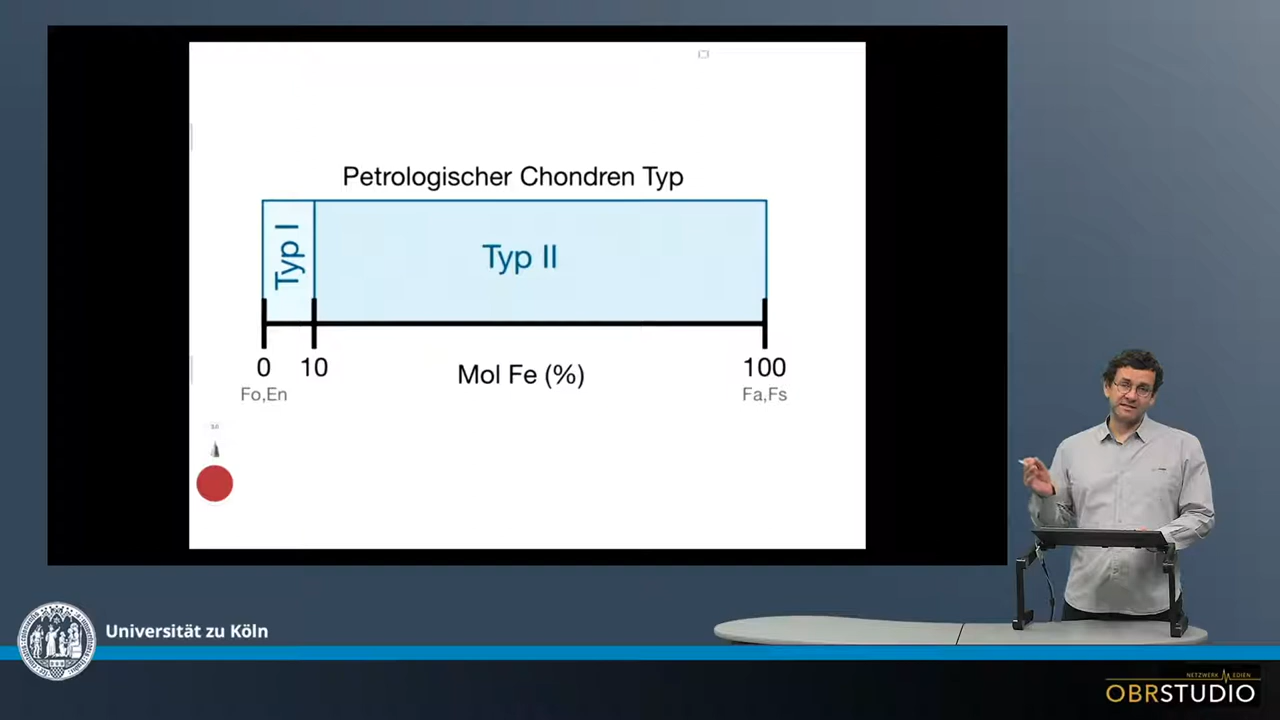 Petrologischer Chondren Typ
Typ I
Typ II
0
10
Mol Fe (%)
100
Fo,En
Fa,Fs
Universität zu Köln
NETZWERK MEDIEN
OBRSTUDIO